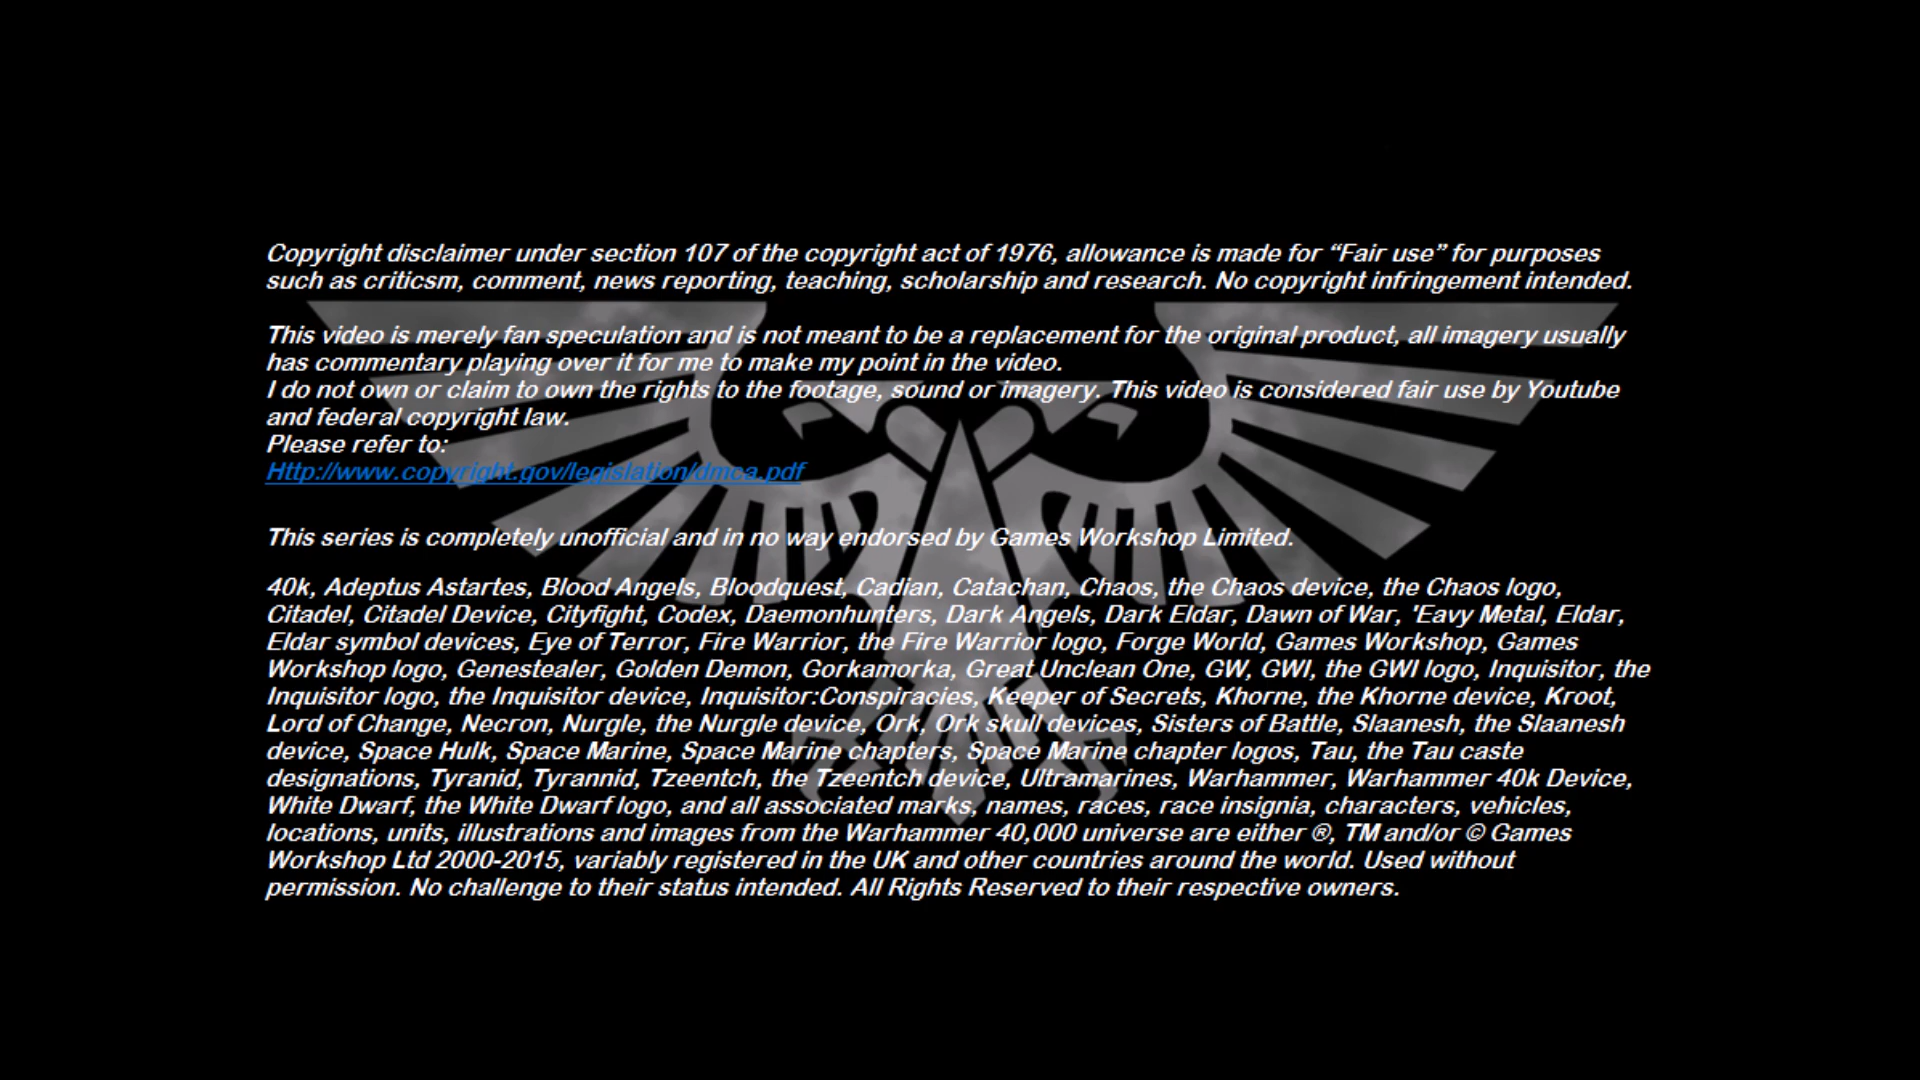 Copyright disclaimer under section 107 of the copyright act of 1976, allowance is made for “Fair use” for purposes
such as criticsm, comment, news reporting, teaching, scholarship and research. No copyright infringement intended.
This video is merely fan speculation and is not meant to be a replacement for the original product, all imagery usually
has commentary playing over it for me to make my point in the video.
I do not own or claim to own the rights to the footage, sound or imagery. This video is considered fair use by Youtube
and federal copyright law.
Please refer to:
Http://www.copyright.gov/legislation/dmca.pdf
This series is completely unofficial and in no way endorsed by Games Workshop Limited.
40k, Adeptus Astartes, Blood Angels, Bloodquest, Cadian, Catachan, Chaos, the Chaos device, the Chaos logo,
Citadel, Citadel Device, Cityfight, Codex, Daemonhunters, Dark Angels, Dark Eldar, Dawn of War, 'Eavy Metal, Eldar,
Eldar symbol devices, Eye of Terror, Fire Warrior, the Fire Warrior logo, Forge World, Games Workshop, Games
Workshop logo, Genestealer, Golden Demon, Gorkamorka, Great Unclean One, GW, GWI, the GWI logo, Inquisitor, the
Inquisitor logo, the Inquisitor device, Inquisitor:Conspiracies, Keeper of Secrets, Khorne, the Khorne device, Kroot,
Lord of Change, Necron, Nurgle, the Nurgle device, Ork, Ork skull devices, Sisters of Battle, Slaanesh, the Slaanesh
device, Space Hulk, Space Marine, Space Marine chapters, Space Marine chapter logos, Tau, the Tau caste
designations, Tyranid, Tyrannid, Tzeentch, the Tzeentch device, Ultramarines, Warhammer, Warhammer 40k Device,
White Dwarf, the White Dwarf logo, and all associated marks, names, races, race insignia, characters, vehicles,
locations, units, illustrations and images from the Warhammer 40,000 universe are either ®, TM and/or © Games
Workshop Ltd 2000-2015, variably registered in the UK and other countries around the world. Used without
permission. No challenge to their status intended. All Rights Reserved to their respective owners.